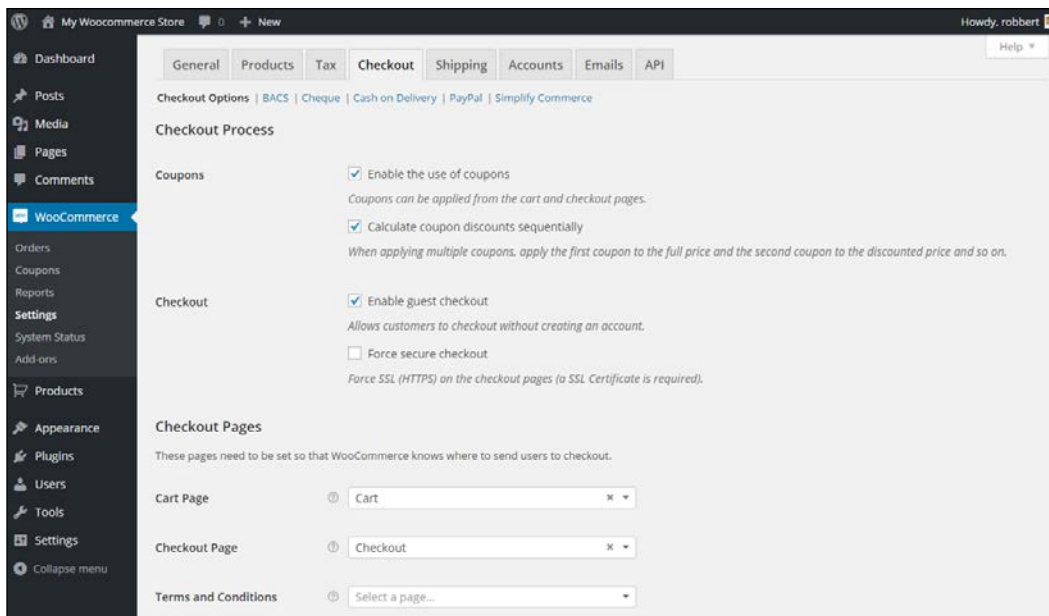 My Woocommerce Store 0 + New Howdy, robbert
Help
Dashboard
Posts
Media
Pages
Comments
WooCommerce
Orders
Coupons
Reports
Settings
System Status
Add-ons
Products
Appearance
Plugins
Users
Tools
Settings
Collapse menu
General Products Tax Checkout Shipping Accounts Emails API
Checkout Options | BACS | Cheque | Cash on Delivery | PayPal | Simplify Commerce
Checkout Process
Coupons
Enable the use of coupons
Coupons can be applied from the cart and checkout pages.
Calculate coupon discounts sequentially
When applying multiple coupons, apply the first coupon to the full price and the second coupon to the discounted price and so on.
Checkout
Enable guest checkout
Allows customers to checkout without creating an account.
Force secure checkout
Force SSL (HTTPS) on the checkout pages (a SSL Certificate is required).
Checkout Pages
These pages need to be set so that WooCommerce knows where to send users to checkout.
Cart Page Cart
Checkout Page Checkout
Terms and Conditions Select a page...